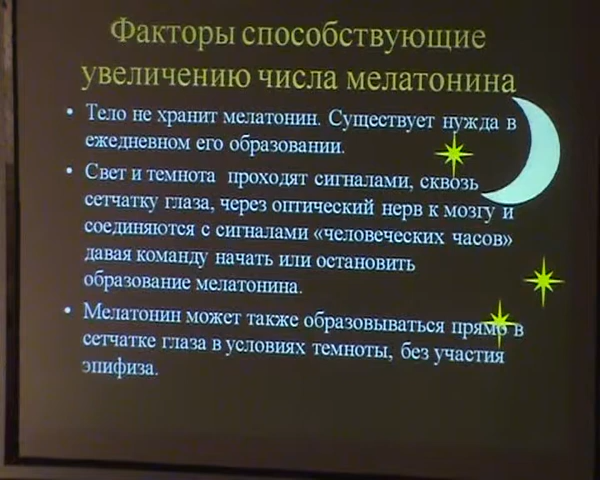 Факторы способствующие
увеличению числа мелатонина
• Тело не хранит мелатонин. Существует нужда в
ежедневном его образовании.
• Свет и темнота проходят сигналами, сквозь
сетчатку глаза, через оптический нерв к мозгу и
соединяются с сигналами «человеческих часов»
давая команду начать или остановить
образование мелатонина.
• Мелатонин может также образовываться прямо в
сетчатке глаза в условиях темноты, без участия
эпифиза.